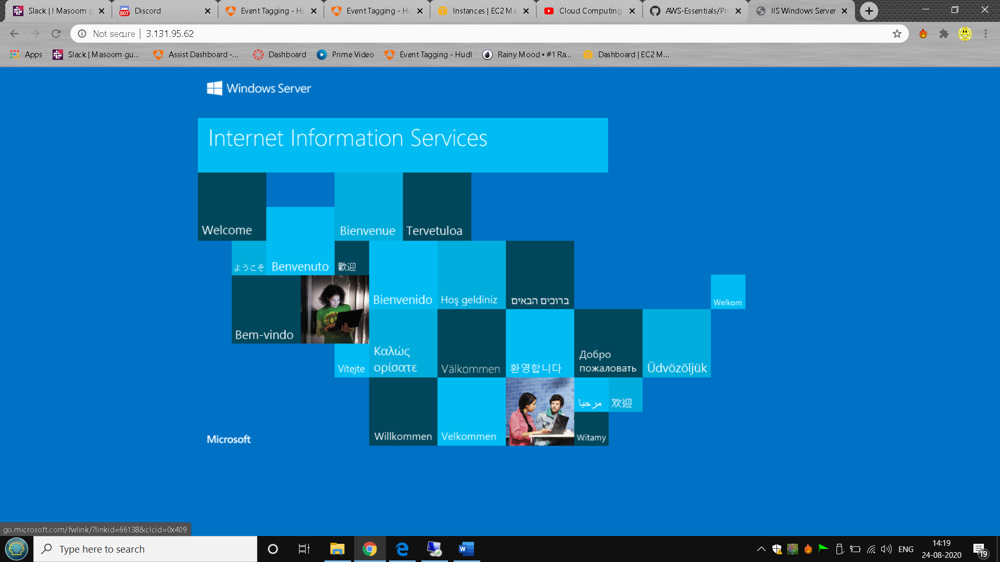 Slack | ! Masoom g
607
Discord
Event Tagging - Hu
Event Tagging - Hu
Instances | EC2 Ma
Cloud Computing
AWS-Essentials/Pro
IIS Windows Server
Not secure | 3.131.95.62
Apps
Slack | Masoom gu...
Assist Dashboard -...
Dashboard
Prime Video
Event Tagging - Hudl
Rainy Mood • #1 Ra...
Dashboard | EC2 M...
Windows Server
Internet Information Services
Welcome
Bienvenue
Tervetuloa
ようこそ
Benvenuto
歡迎
Bienvenido
Hoş geldiniz
ברוכים הבאים
Welkom
Bem-vindo
Vítejte
Καλώς
ορίσατε
Välkommen
환영합니다
Добро
пожаловать
Üdvözöljük
مرحبا
欢迎
Willkommen
Velkommen
Witamy
Microsoft
go.microsoft.com/fwlink/?linkid=66138&clcid=0x409
Type here to search
W
ENG
14:19
24-08-2020
19